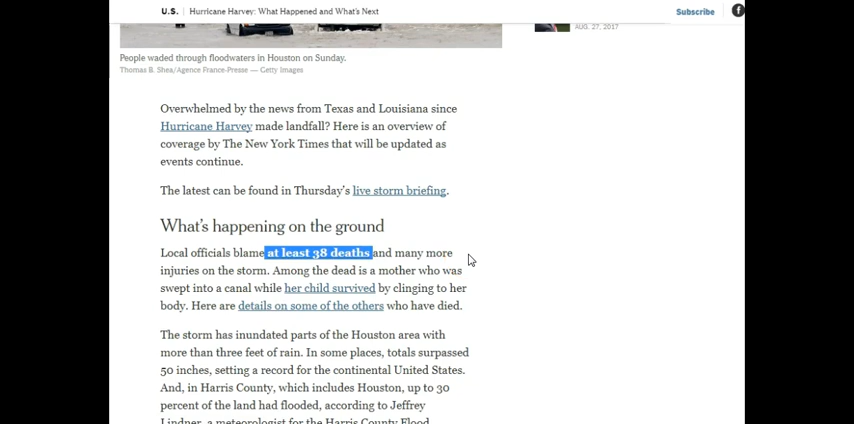 U.S. | Hurricane Harvey: What Happened and What's Next
Subscribe
AUG. 27, 2017
People waded through floodwaters in Houston on Sunday.
Thomas B. Shea/Agence France-Presse — Getty Images
Overwhelmed by the news from Texas and Louisiana since
Hurricane Harvey made landfall? Here is an overview of
coverage by The New York Times that will be updated as
events continue.
The latest can be found in Thursday's live storm briefing.
What's happening on the ground
Local officials blame at least 38 deaths and many more
injuries on the storm. Among the dead is a mother who was
swept into a canal while her child survived by clinging to her
body. Here are details on some of the others who have died.
The storm has inundated parts of the Houston area with
more than three feet of rain. In some places, totals surpassed
50 inches, setting a record for the continental United States.
And, in Harris County, which includes Houston, up to 30
percent of the land had flooded, according to Jeffrey
Lindner, a meteorologist for the Harris County Flood